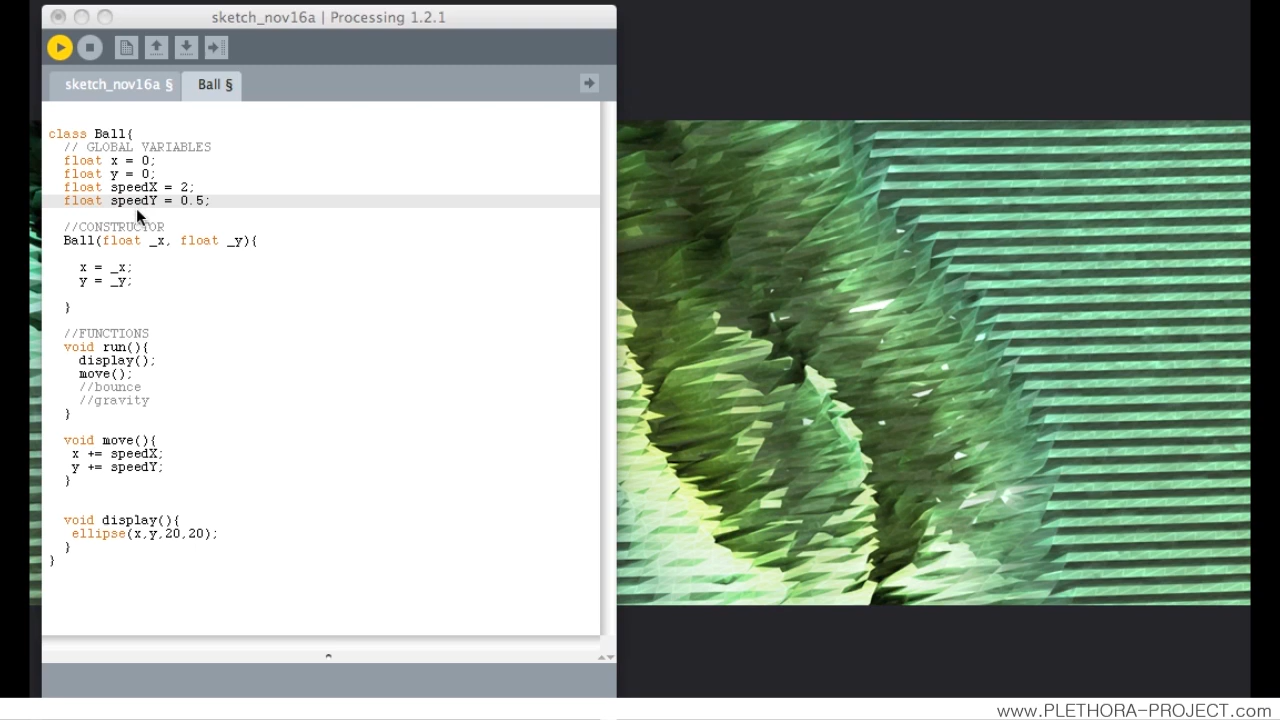 sketch_nov16a | Processing 1.2.1
sketch_nov16a § Ball §
class Ball{
// GLOBAL VARIABLES
float x = 0;
float y = 0;
float speedX = 2;
float speedY = 0.5;
//CONSTRUCTOR
Ball(float _x, float _y){
x = _x;
y = _y;
}
//FUNCTIONS
void run(){
display();
move();
//bounce
//gravity
}
void move(){
x += speedX;
y += speedY;
}
void display(){
ellipse(x,y,20,20);
}
}
www.PLETHORA-PROJECT.com